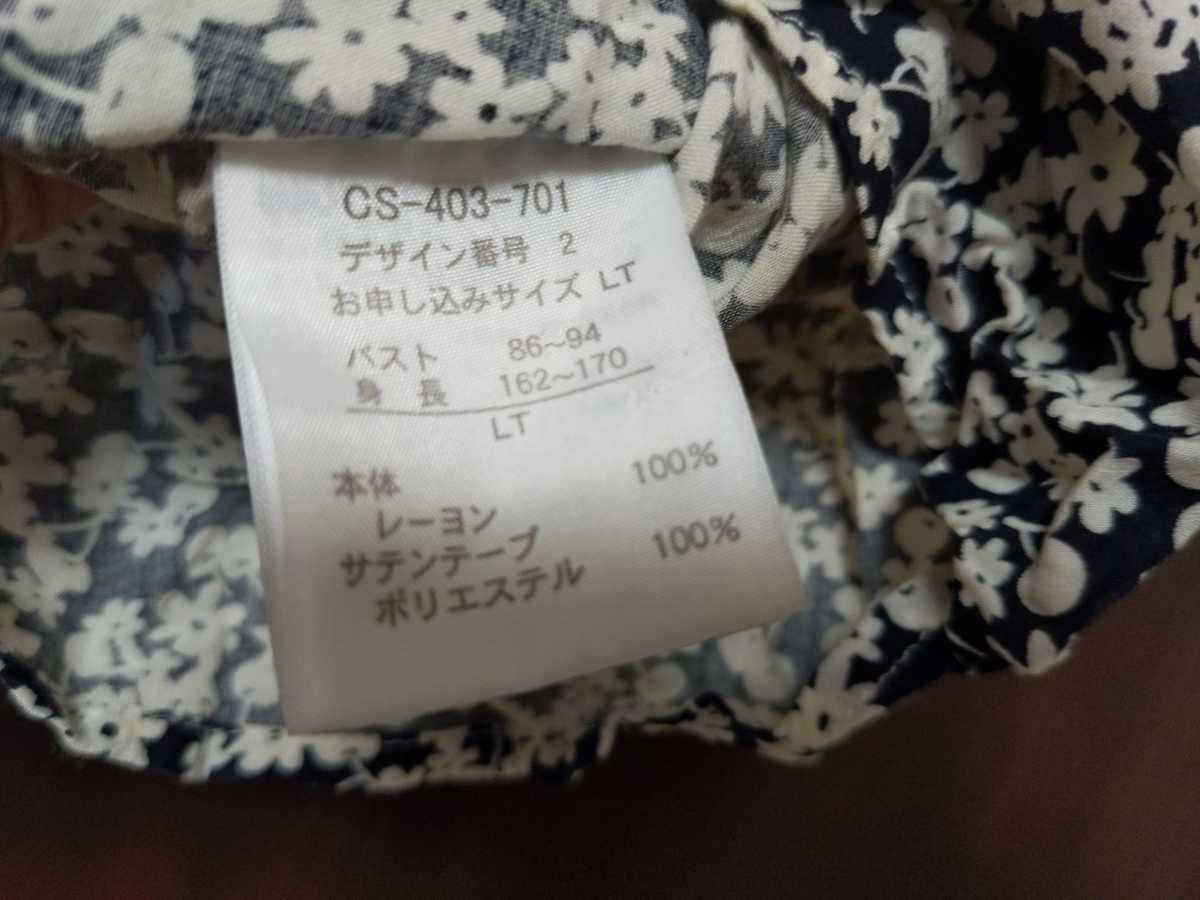 CS-403-701
デザイン番号 2
お申し込みサイズ LT
バスト 86~94
身長 162~170
LT
本体 100%
レーヨン
サテンテープ 100%
ポリエステル